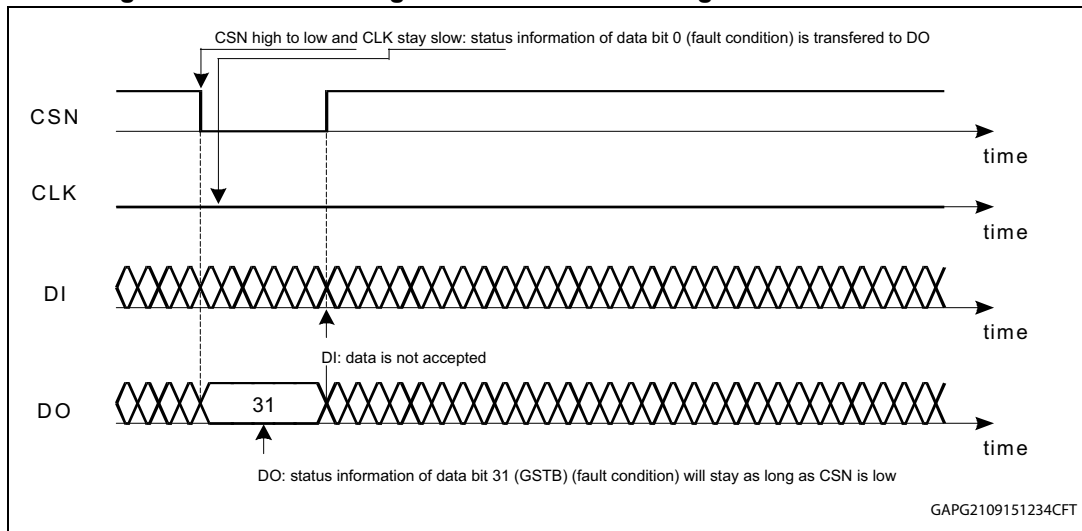 CSN high to low and CLK stay slow: status information of data bit 0 (fault condition) is transfered to DO
CSN
time
CLK
time
DI
time
DI: data is not accepted
DO
31
time
DO: status information of data bit 31 (GSTB) (fault condition) will stay as long as CSN is low
GAPG2109151234CFT